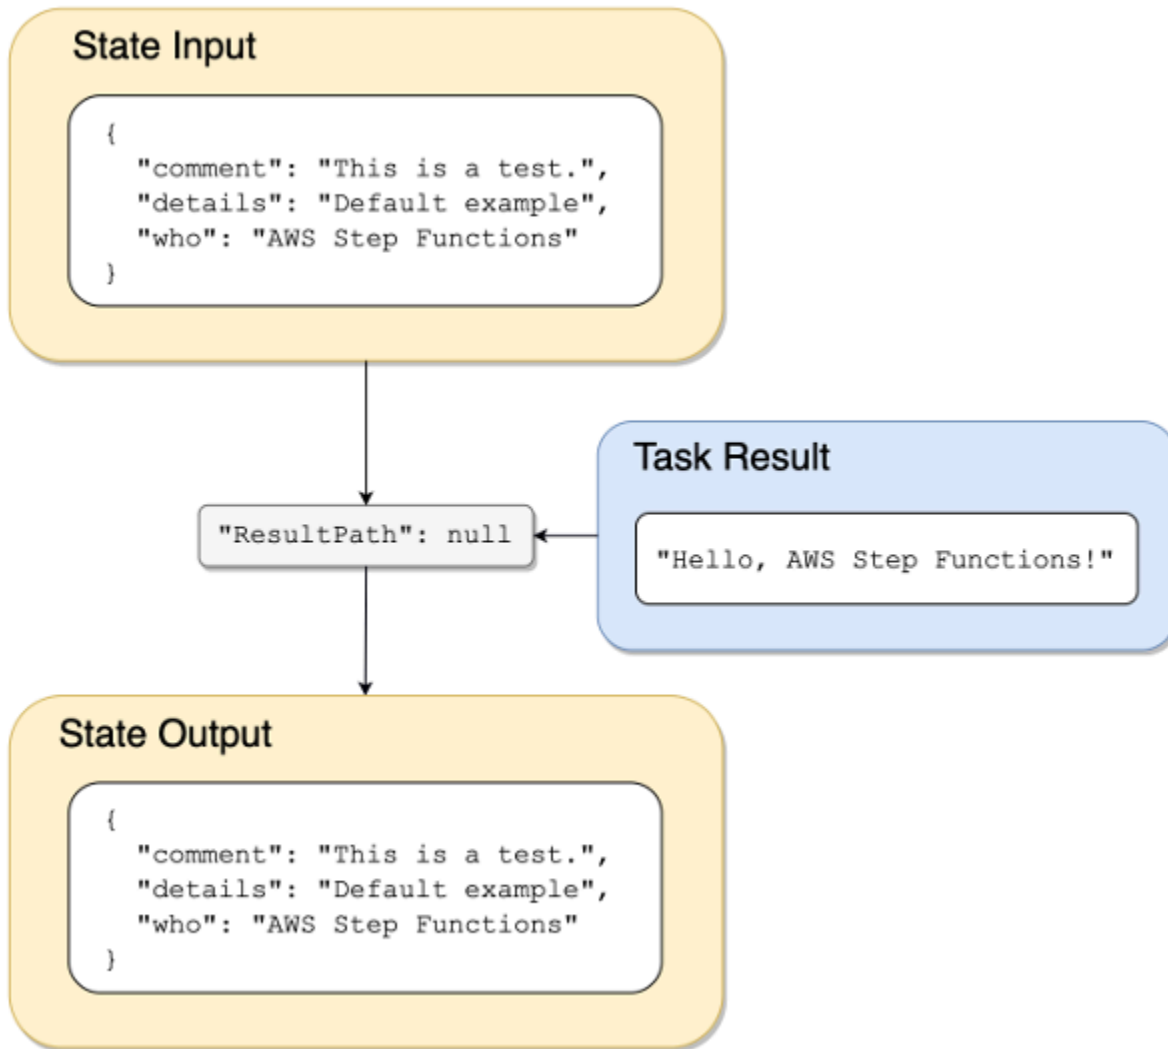 State Input
{
  "comment": "This is a test.",
  "details": "Default example",
  "who": "AWS Step Functions"
}
Task Result
"ResultPath": null
"Hello, AWS Step Functions!"
State Output
{
  "comment": "This is a test.",
  "details": "Default example",
  "who": "AWS Step Functions"
}